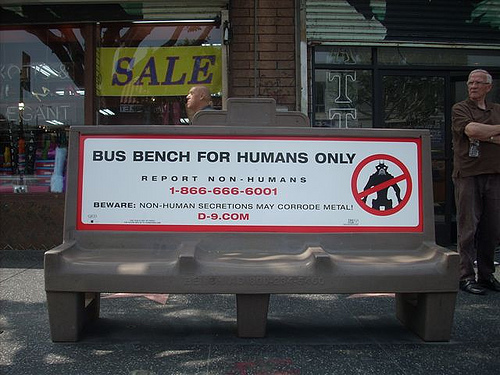 SALE
BUS BENCH FOR HUMANS ONLY
REPORT NON-HUMANS
1-866-666-6001
BEWARE: NON-HUMAN SECRETIONS MAY CORRODE METAL!
D-9.COM